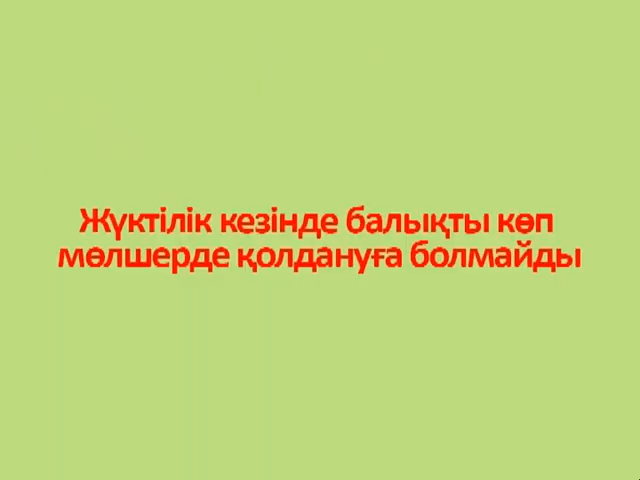 Жүктілік кезінде балықты көп
мөлшерде қолдануға болмайды